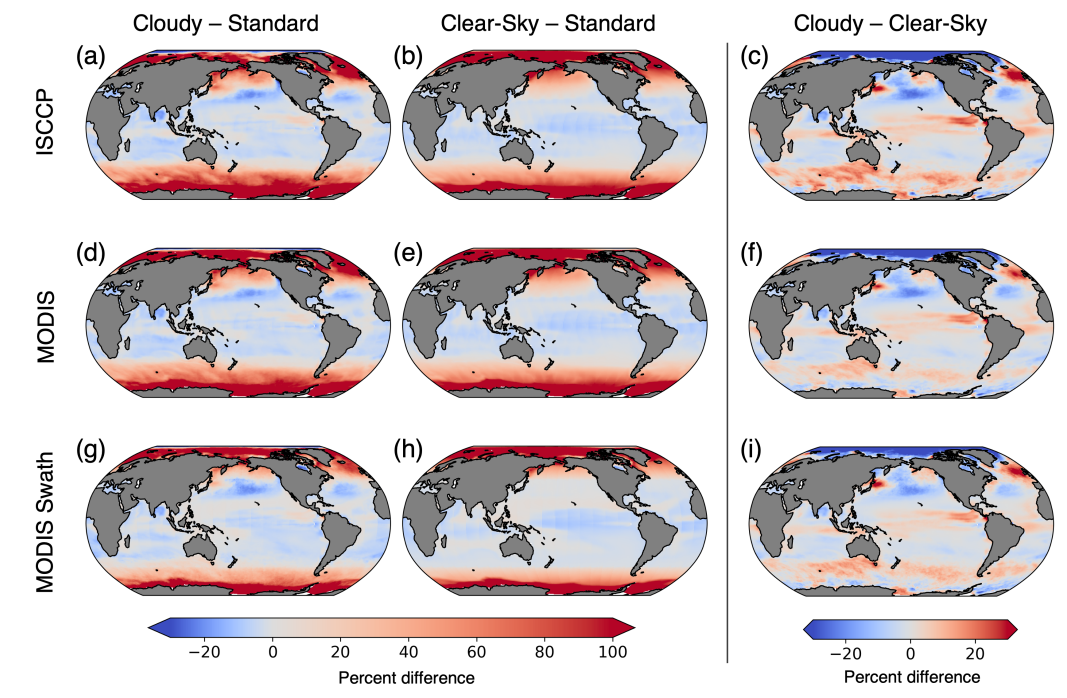 Cloudy – Standard
Clear-Sky – Standard
Cloudy – Clear-Sky
ISCCP
(a)
(b)
(c)
MODIS
(d)
(e)
(f)
MODIS Swath
(g)
(h)
(i)
−20 0 20 40 60 80 100
−20 0 20
Percent difference
Percent difference